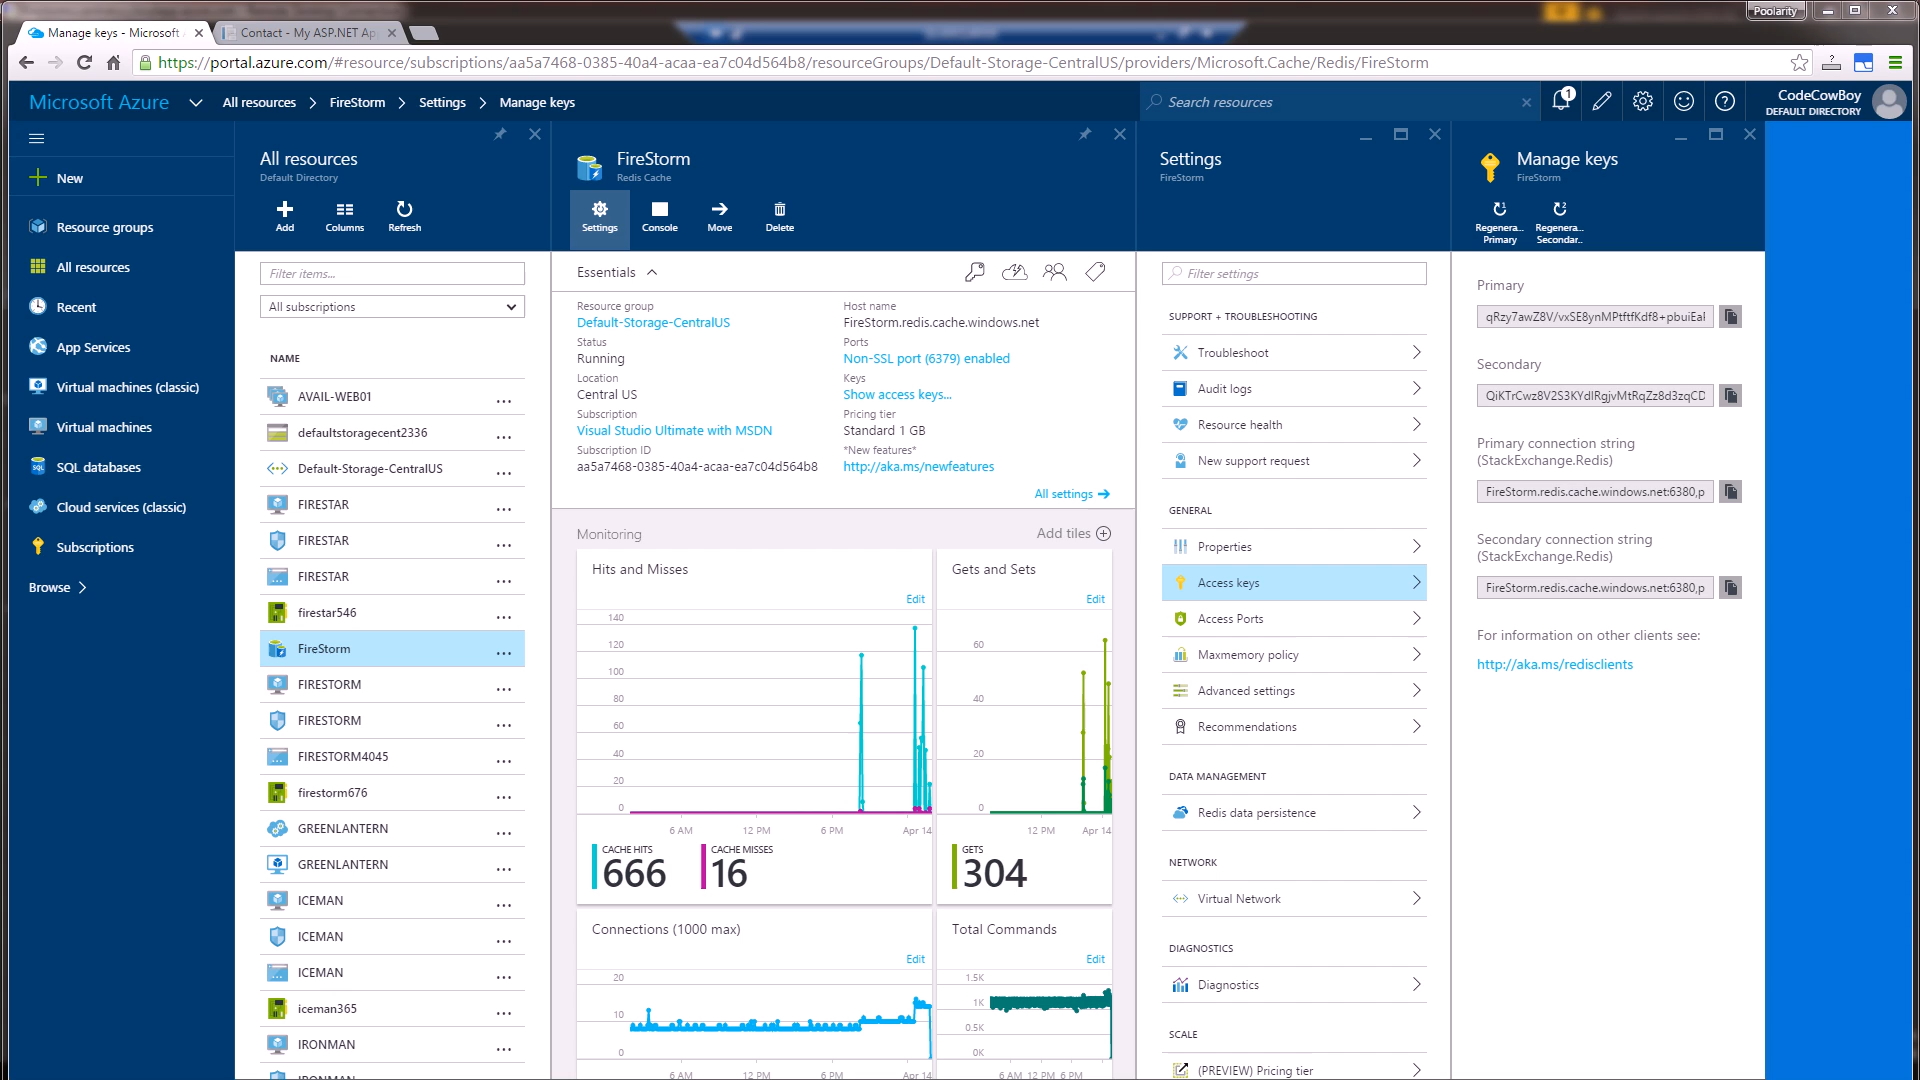 Poolarity
Manage keys - Microsoft
Contact - My ASP.NET Ap
https://portal.azure.com/#resource/subscriptions/aa5a7468-0385-40a4-acaa-ea7c04d564b8/resourceGroups/Default-Storage-CentralUS/providers/Microsoft.Cache/Redis/FireStorm
Microsoft Azure
All resources
FireStorm
Settings
Manage keys
Search resources
1
CodeCowBoy
DEFAULT DIRECTORY
New
Resource groups
All resources
Recent
App Services
Virtual machines (classic)
Virtual machines
SQL databases
Cloud services (classic)
Subscriptions
Browse
All resources
Default Directory
Add
Columns
Refresh
Filter items...
All subscriptions
NAME
AVAIL-WEB01
defaultstoragecent2336
Default-Storage-CentralUS
FIRESTAR
FIRESTAR
FIRESTAR
firestar546
FireStorm
FIRESTORM
FIRESTORM
FIRESTORM4045
firestorm676
GREENLANTERN
GREENLANTERN
ICEMAN
ICEMAN
ICEMAN
iceman365
IRONMAN
IRONMAN
FireStorm
Redis Cache
Settings
Console
Move
Delete
Essentials
Resource group
Default-Storage-CentralUS
Status
Running
Location
Central US
Subscription
Visual Studio Ultimate with MSDN
Subscription ID
aa5a7468-0385-40a4-acaa-ea7c04d564b8
Host name
FireStorm.redis.cache.windows.net
Ports
Non-SSL port (6379) enabled
Keys
Show access keys...
Pricing tier
Standard 1 GB
*New features*
http://aka.ms/newfeatures
All settings
Monitoring
Add tiles
Hits and Misses
Edit
140
120
100
80
60
40
20
0
6 AM
12 PM
6 PM
Apr 14
CACHE HITS
666
CACHE MISSES
16
Gets and Sets
Edit
60
40
20
0
12 PM
Apr 14
GETS
304
Connections (1000 max)
Edit
20
10
0
6 AM
12 PM
6 PM
Apr 14
Total Commands
Edit
1.5K
1K
0.5K
0K
6 AM 12 PM 6 PM
Settings
FireStorm
Filter settings
SUPPORT + TROUBLESHOOTING
Troubleshoot
Audit logs
Resource health
New support request
GENERAL
Properties
Access keys
Access Ports
Maxmemory policy
Advanced settings
Recommendations
DATA MANAGEMENT
Redis data persistence
NETWORK
Virtual Network
DIAGNOSTICS
Diagnostics
SCALE
(PREVIEW) Pricing tier
Manage keys
FireStorm
Regenera...
Primary
Regenera...
Secondar..
Primary
qRzy7awZ8V/vxSE8ynMPtftfKdf8+pbuiEal
Secondary
QiKTrCwz8V2S3KYdlRgjvMtRqZz8d3zqCD
Primary connection string
(StackExchange.Redis)
FireStorm.redis.cache.windows.net:6380,p
Secondary connection string
(StackExchange.Redis)
FireStorm.redis.cache.windows.net:6380,p
For information on other clients see:
http://aka.ms/redisclients